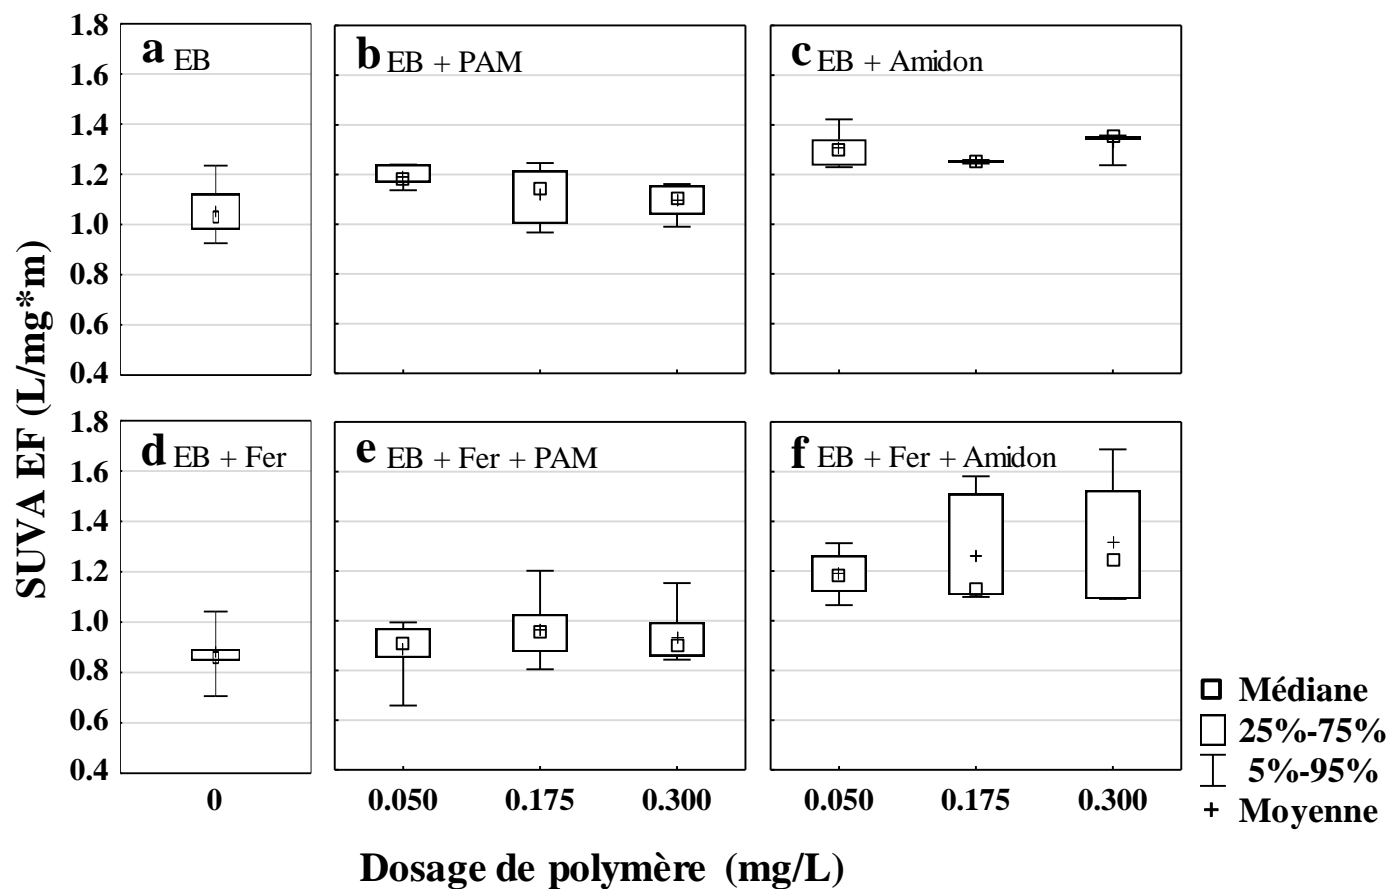 SUVA EF (L/mg*m)
1.8
1.6
1.4
1.2
1.0
0.8
0.6
0.4
a EB
b EB + PAM
c EB + Amidon
1.8
1.6
1.4
1.2
1.0
0.8
0.6
0.4
d EB + Fer
e EB + Fer + PAM
f EB + Fer + Amidon
0
0.050 0.175 0.300
0.050 0.175 0.300
Dosage de polymère (mg/L)
Médiane
25%-75%
5%-95%
Moyenne